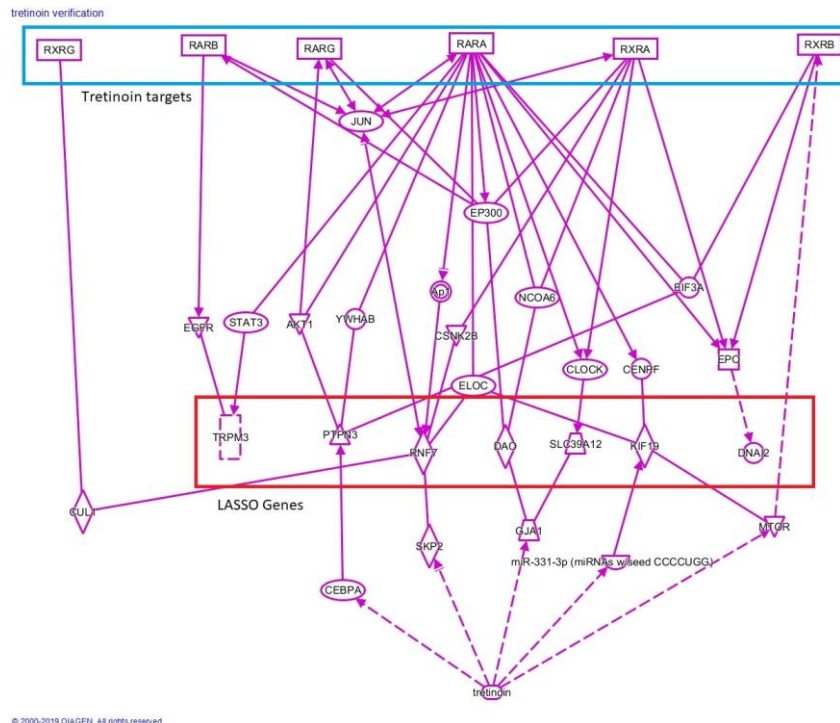 tretinoin verification
RXRG
RARB
RARG
RARA
RXRA
RXRB
Tretinoin targets
JUN
EP300
Ap1
NCOA6
EIF3A
EGFR
STAT3
AKT1
YWHAB
CSNK2B
EPO
ELOC
CLOCK
CENPF
TRPM3
PTPN3
RNF7
DAO
SLC39A12
KIF19
DNAI2
LASSO Genes
CUL1
SKP2
GJA1
MTOR
miR-331-3p (miRNAs w/seed CCCCUGG)
CEBPA
tretinoin
© 2000-2019 QIAGEN. All rights reserved.